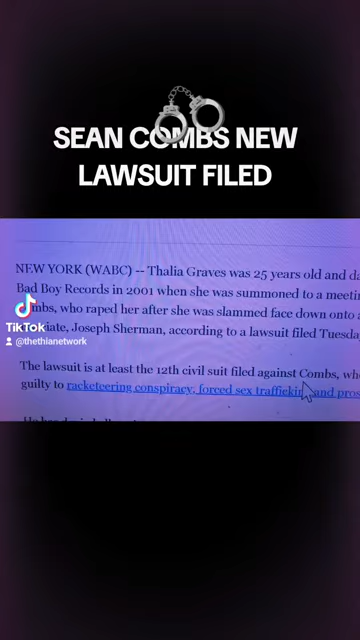 SEAN COMBS NEW
LAWSUIT FILED
NEW YORK (WABC) -- Thalia Graves was 25 years old and da
Bad Boy Records in 2001 when she was summoned to a meetin
mbs, who raped her after she was slammed face down onto a
iate, Joseph Sherman, according to a lawsuit filed Tuesda
TikTok
@thethianetwork
The lawsuit is at least the 12th civil suit filed against Combs, who
guilty to racketeering conspiracy, forced sex traffickin and pros